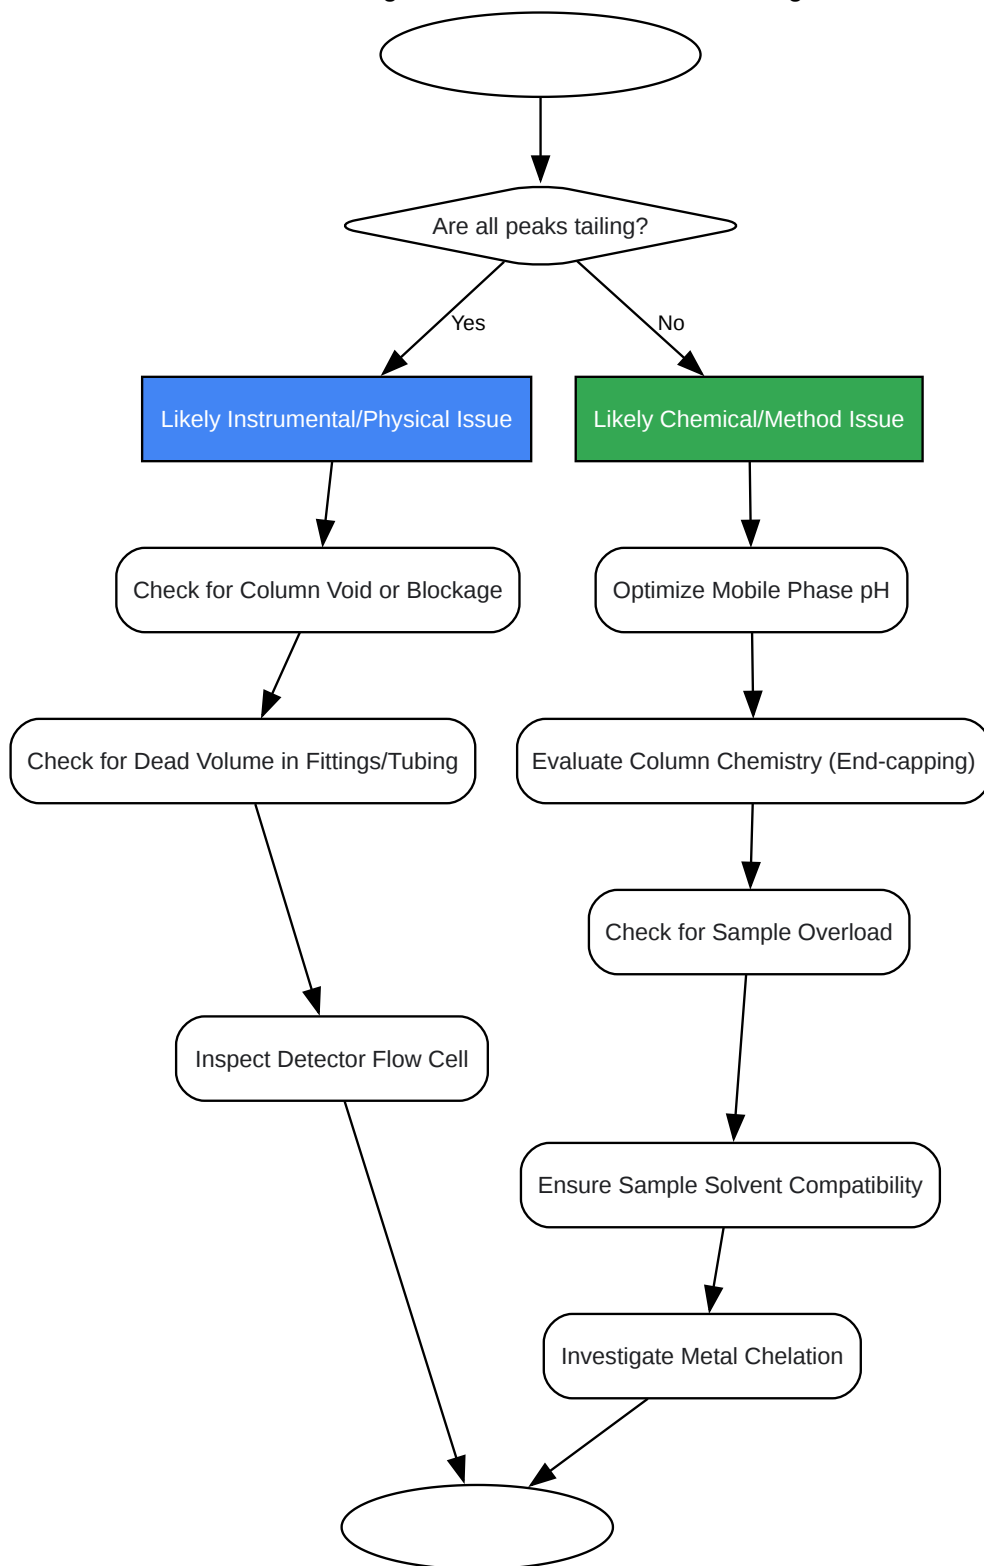 Are all peaks tailing?
Yes
No
Likely Instrumental/Physical Issue
Likely Chemical/Method Issue
Check for Column Void or Blockage
Optimize Mobile Phase pH
Check for Dead Volume in Fittings/Tubing
Evaluate Column Chemistry (End-capping)
Check for Sample Overload
Inspect Detector Flow Cell
Ensure Sample Solvent Compatibility
Investigate Metal Chelation